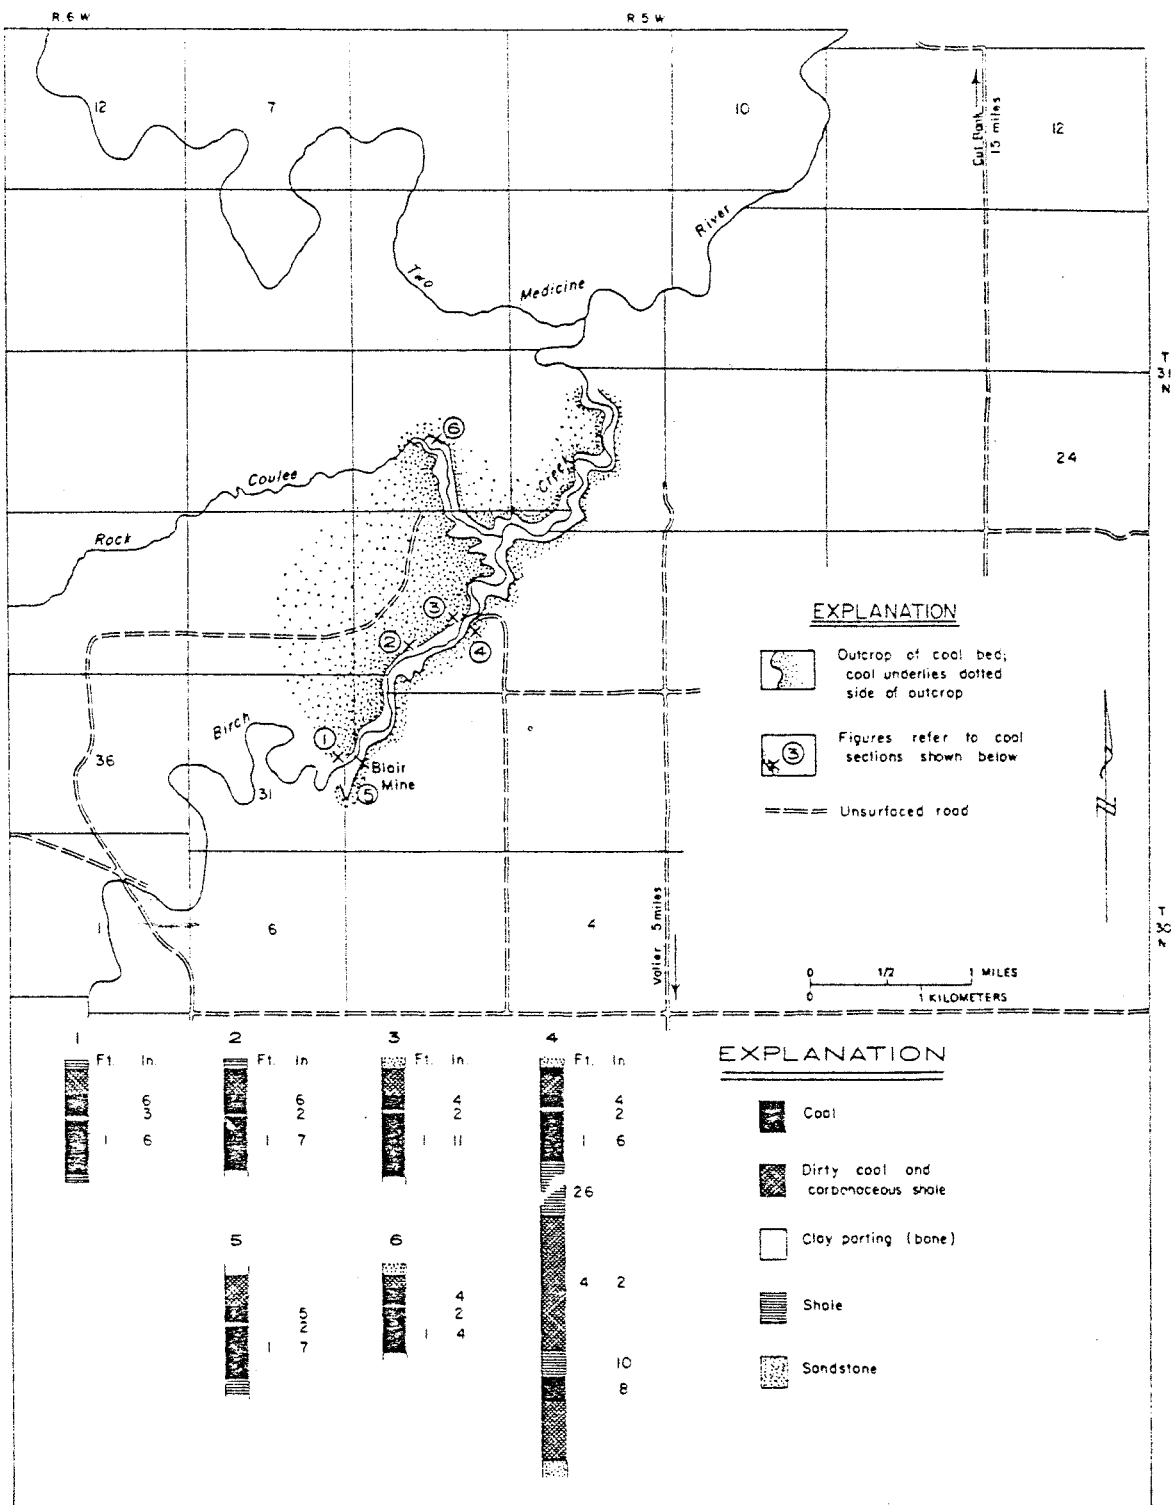 R. 6 W
R. 5 W
12
7
10
12
Cut Bank
15 miles
River
Two
Medicine
T
31
N
6
Creek
Coulee
24
Rock
3
2
4
EXPLANATION
Outcrop of coal bed;
coal underlies dotted
side of outcrop
Birch
1
36
31
Blair
Mine
5
3
Figures refer to coal
sections shown below
Unsurfaced road
1
6
4
Valier 5 miles
T
30
N
0 1/2 1 MILES
0 1 KILOMETERS
1
Ft. In.
6
3
1 6
2
Ft. In
6
2
1 7
3
Ft. In.
4
2
1 11
4
Ft. In.
4
2
1 6
26
4 2
10
8
5
5
2
1 7
6
4
2
1 4
EXPLANATION
Coal
Dirty coal and
carbonaceous shale
Clay parting (bone)
Shale
Sandstone